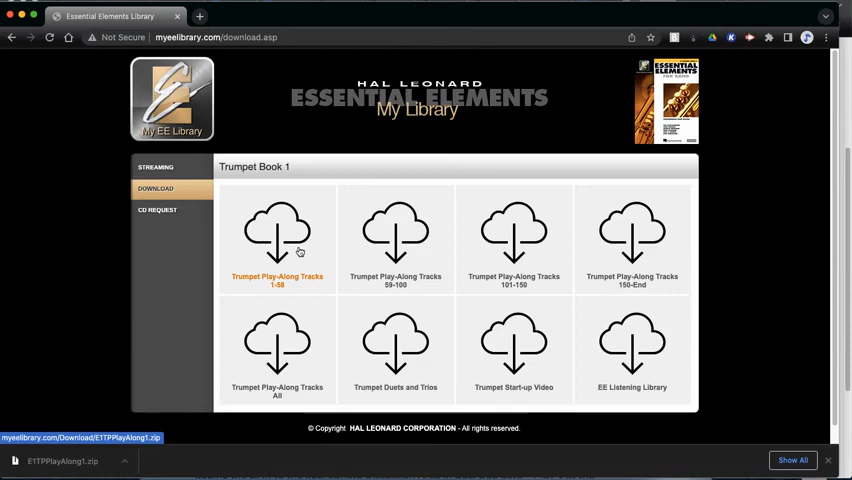 Essential Elements Library
Not Secure
myeelibrary.com/download.asp
HAL LEONARD
ESSENTIAL ELEMENTS
My Library
My EE Library
ESSENTIAL
ELEMENTS
STREAMING
DOWNLOAD
CD REQUEST
Trumpet Book 1
Trumpet Play-Along Tracks
1-58
Trumpet Play-Along Tracks
59-100
Trumpet Play-Along Tracks
101-150
Trumpet Play-Along Tracks
150-End
Trumpet Play-Along Tracks
All
Trumpet Duets and Trios
Trumpet Start-up Video
EE Listening Library
© Copyright HAL LEONARD CORPORATION - All rights reserved.
myeelibrary.com/Download/E1TPPlayAlong1.zip
E1TPPlayAlong1.zip
Show All